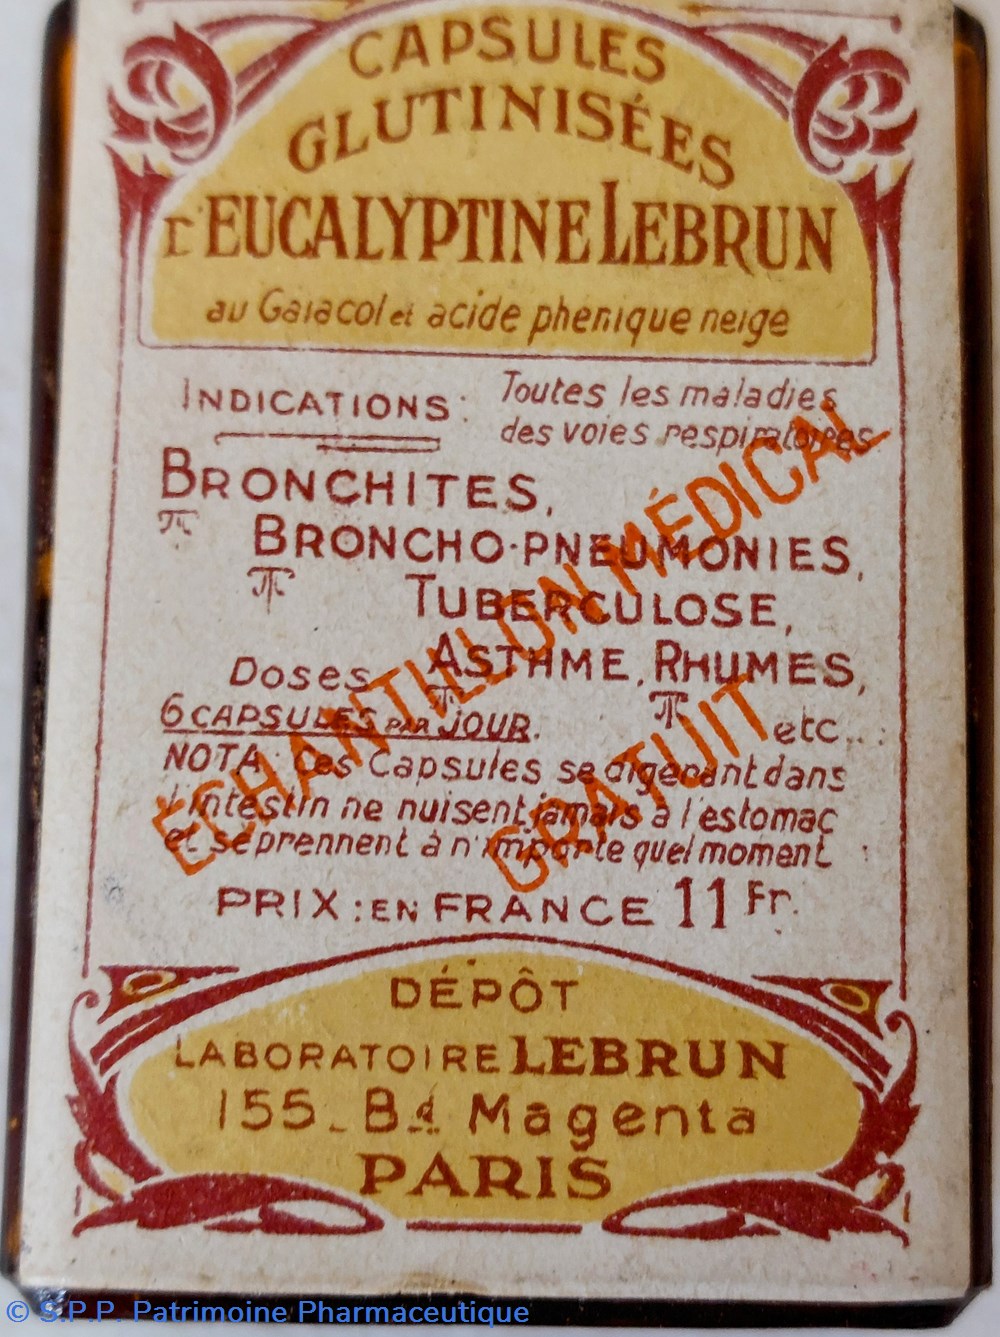 CAPSULES
GLUTINISÉES
D'EUCALYPTINE LEBRUN
au Gaiacol et acide phenique neige
INDICATIONS: Toutes les maladies
des voies respiratoires
BRONCHITES,
BRONCHO-PNEUMONIES,
TUBERCULOSE,
ASTHME, RHUMES,
Doses
6 CAPSULES PAR JOUR.
etc...
NOTA: Ces Capsules se digérant dans
l'intestin ne nuisent jamais à l'estomac
et se prennent à n'importe quel moment
ÉCHANTILLON MÉDICAL
GRATUIT
PRIX: EN FRANCE 11 Fr.
DÉPÔT
LABORATOIRE LEBRUN
155_Bd Magenta
PARIS
© S.P.P. Patrimoine Pharmaceutique